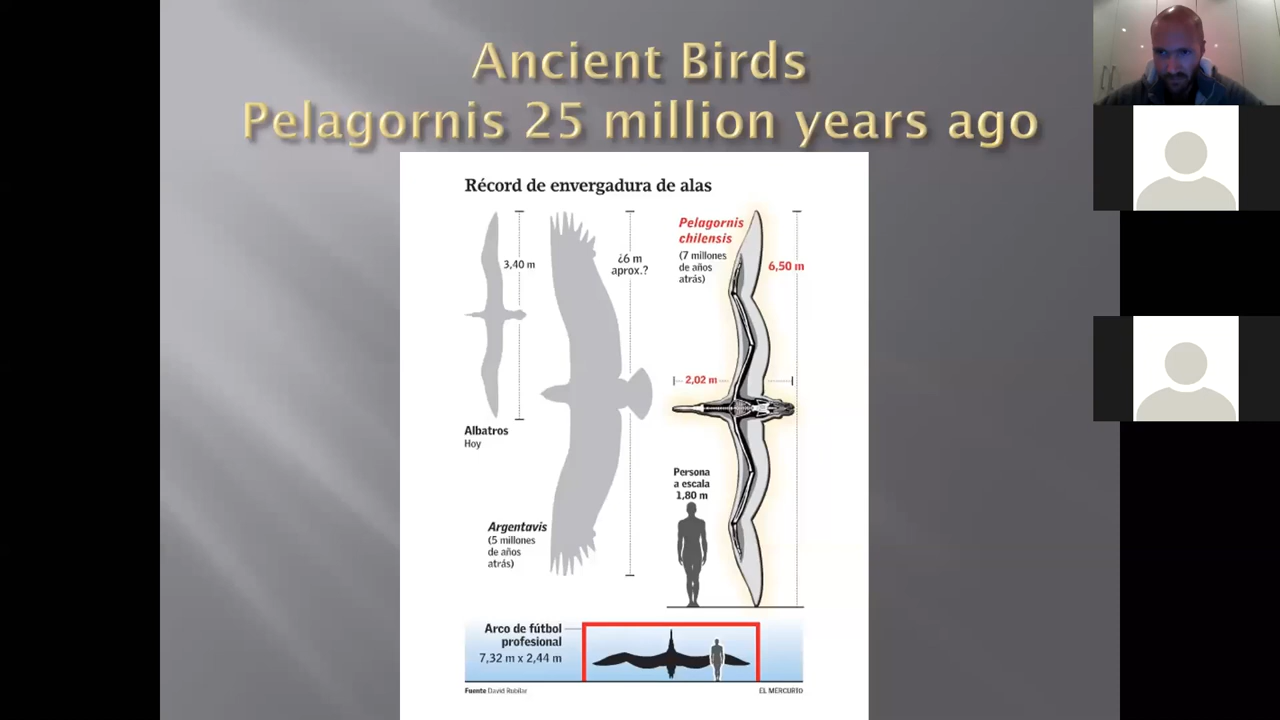 Ancient Birds
Pelagornis 25 million years ago
Récord de envergadura de alas
3,40 m
Albatros
Hoy
¿6 m
aprox.?
Argentavis
(5 millones
de años
atrás)
Pelagornis
chilensis
(7 millones
de años
atrás)
6,50 m
2,02 m
Persona
a escala
1,80 m
Arco de fútbol
profesional
7,32 m x 2,44 m
Fuente David Rubilar
EL MERCURIO